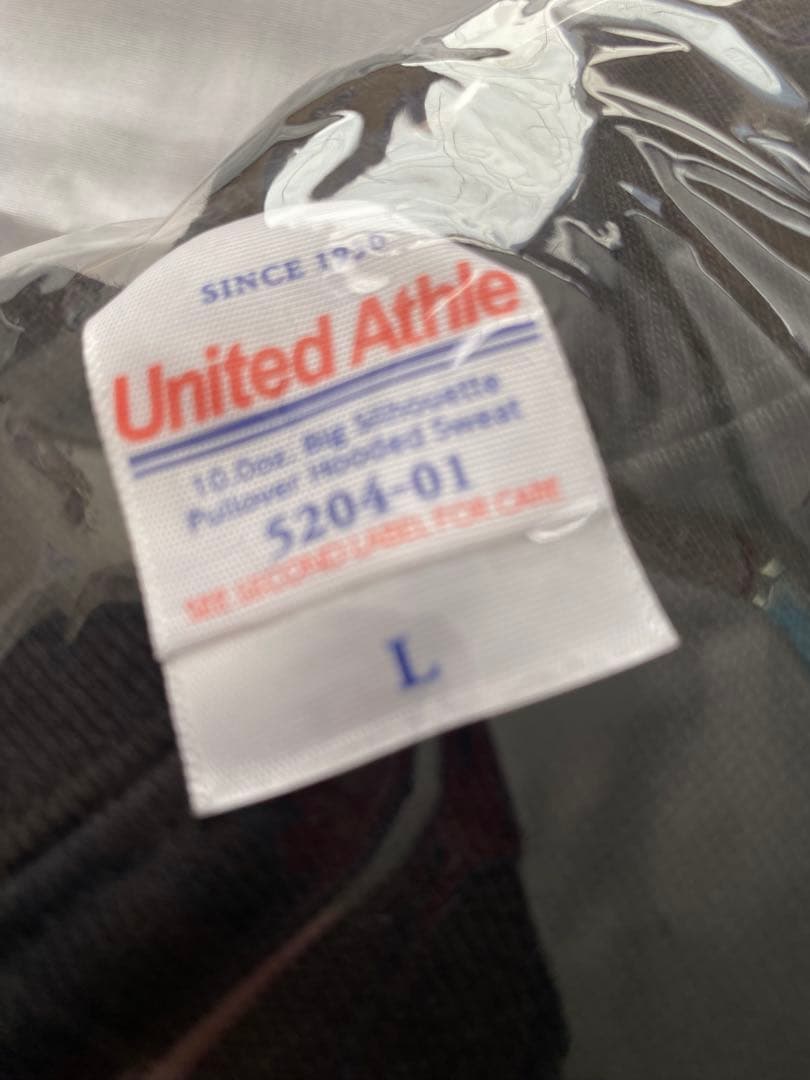 SINCE
United Athle
10.0oz. Big Silhouette
Pullover Hooded Sweat
5204-01
SEE SECOND LABEL FOR CARE
L